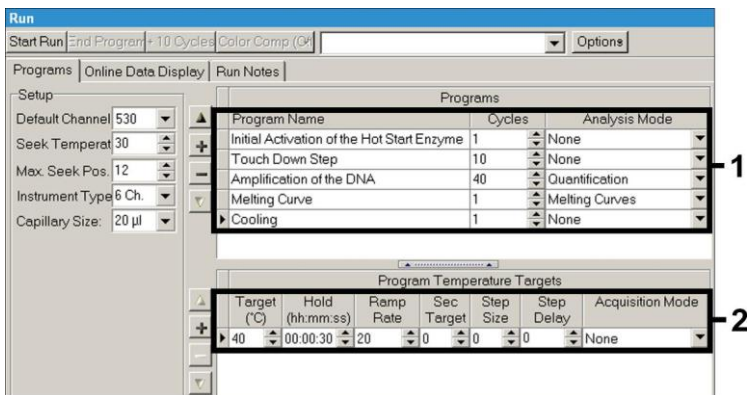 Run
Start Run End Program + 10 Cycles Color Comp (Off) Options
Programs Online Data Display Run Notes
Setup
Default Channel 530
Seek Temperat 30
Max. Seek Pos. 12
Instrument Type 6 Ch.
Capillary Size: 20 µl
Programs
Program Name Cycles Analysis Mode
Initial Activation of the Hot Start Enzyme 1 None
Touch Down Step 10 None
Amplification of the DNA 40 Quantification
Melting Curve 1 Melting Curves
Cooling 1 None
1
Program Temperature Targets
Target (°C) Hold (hh:mm:ss) Ramp Rate Sec Target Step Size Step Delay Acquisition Mode
40 00:00:30 20 0 0 0 None
2